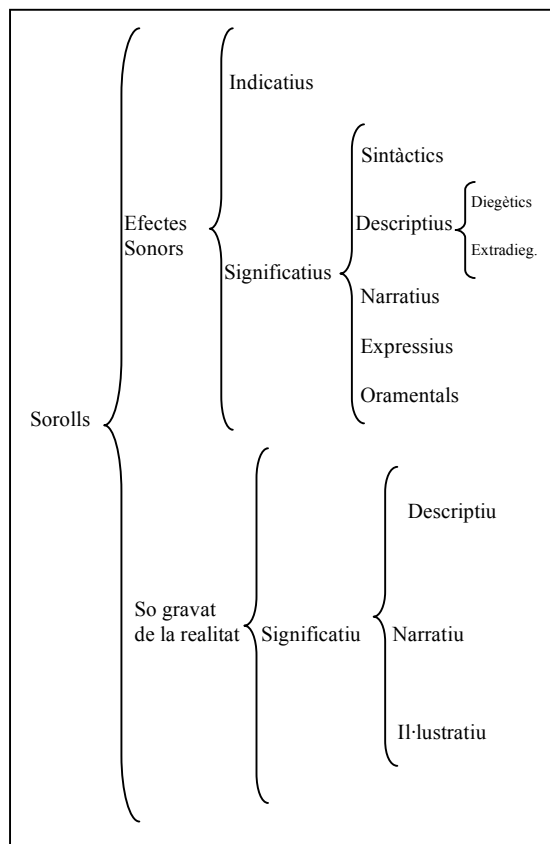 Indicatius
Sintàctics
Diegètics
Efectes
Sonors
Descriptius
Extradieg.
Significatius
Narratius
Expressius
Oramentals
Sorolls
Descriptiu
So gravat
de la realitat
Significatiu
Narratiu
Il·lustratiu